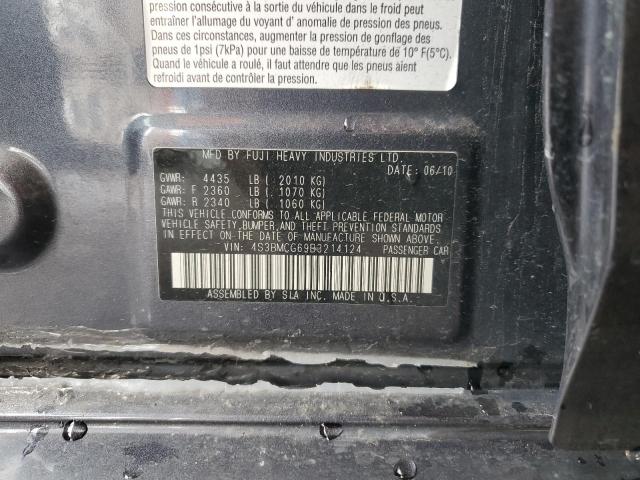 pression consécutive à la sortie du véhicule dans le froid peut
entraîner l'allumage du voyant d' anomalie de pression des pneus.
Dans ces circonstances, augmenter la pression de gonflage des
pneus de 1psi (7kPa) pour une baisse de température de 10° F(5°C).
Quand le véhicule a roulé, il faut attendre que les pneus aient
refroidi avant de contrôler la pression.
MFD BY FUJI HEAVY INDUSTRIES LTD.
DATE: 06/10
GVWR: 4435 LB ( 2010 KG)
GAWR: F 2360 LB ( 1070 KG)
GAWR: R 2340 LB ( 1060 KG)
THIS VEHICLE CONFORMS TO ALL APPLICABLE FEDERAL MOTOR
VEHICLE SAFETY, BUMPER, AND THEFT PREVENTION STANDARDS
IN EFFECT ON THE DATE OF MANUFACTURE SHOWN ABOVE.
VIN: PASSENGER CAR
ASSEMBLED BY SIA INC. MADE IN U.S.A.